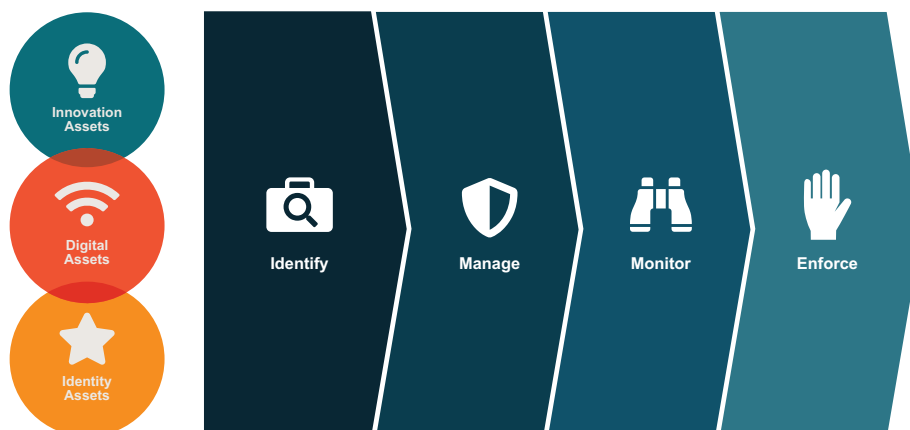 Innovation
Assets
Digital
Assets
Identity
Assets
Identify
Manage
Monitor
Enforce